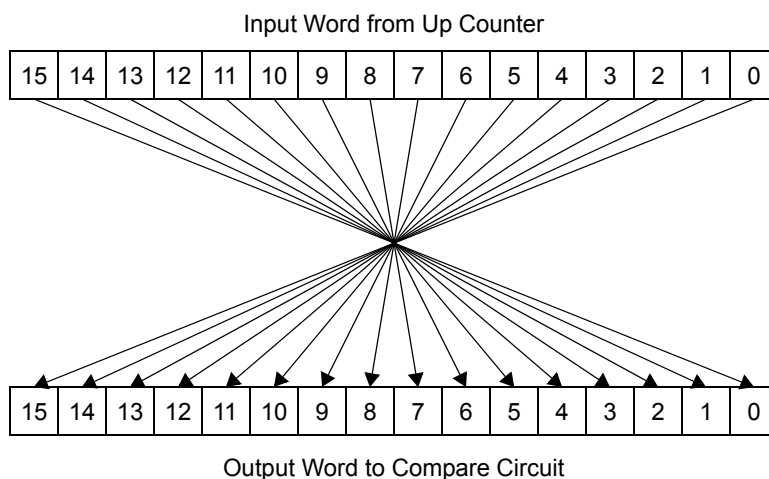 Input Word from Up Counter
15 14 13 12 11 10 9 8 7 6 5 4 3 2 1 0
15 14 13 12 11 10 9 8 7 6 5 4 3 2 1 0
Output Word to Compare Circuit